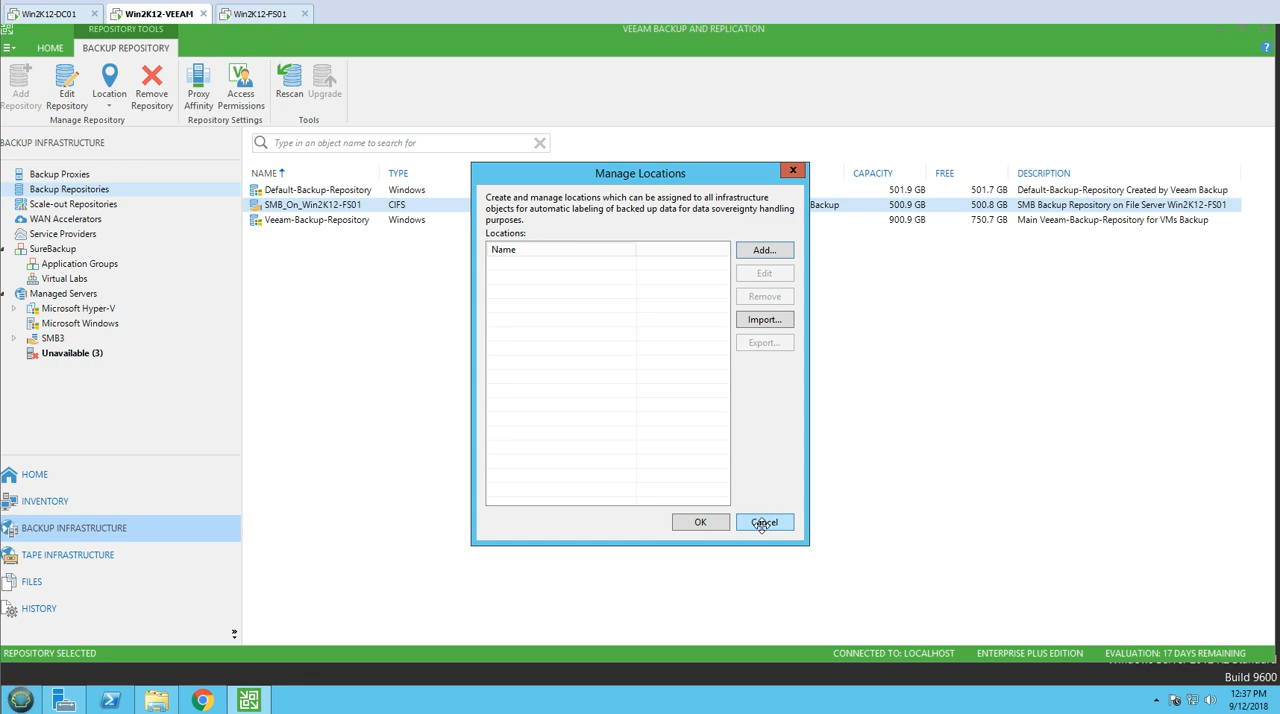 Win2K12-DC01
Win2K12-VEEAM
Win2K12-FS01
REPOSITORY TOOLS
VEEAM BACKUP AND REPLICATION
HOME
BACKUP REPOSITORY
Add Repository
Edit Repository
Location
Remove Repository
Proxy Affinity
Access Permissions
Rescan
Upgrade
Manage Repository
Repository Settings
Tools
BACKUP INFRASTRUCTURE
Type in an object name to search for
Backup Proxies
Backup Repositories
Scale-out Repositories
WAN Accelerators
Service Providers
SureBackup
Application Groups
Virtual Labs
Managed Servers
Microsoft Hyper-V
Microsoft Windows
SMB3
Unavailable (3)
NAME TYPE CAPACITY FREE DESCRIPTION
Default-Backup-Repository Windows 501.9 GB 501.7 GB Default-Backup-Repository Created by Veeam Backup
SMB_On_Win2K12-FS01 CIFS Backup 500.9 GB 500.8 GB SMB Backup Repository on File Server Win2K12-FS01
Veeam-Backup-Repository Windows 900.9 GB 750.7 GB Main Veeam-Backup-Repository for VMs Backup
Manage Locations
Create and manage locations which can be assigned to all infrastructure
objects for automatic labeling of backed up data for data sovereignty handling
purposes.
Locations:
Name
Add...
Edit
Remove
Import...
Export...
OK
Cancel
HOME
INVENTORY
BACKUP INFRASTRUCTURE
TAPE INFRASTRUCTURE
FILES
HISTORY
REPOSITORY SELECTED
CONNECTED TO: LOCALHOST
ENTERPRISE PLUS EDITION
EVALUATION: 17 DAYS REMAINING
Build 9600
12:37 PM
9/12/2018